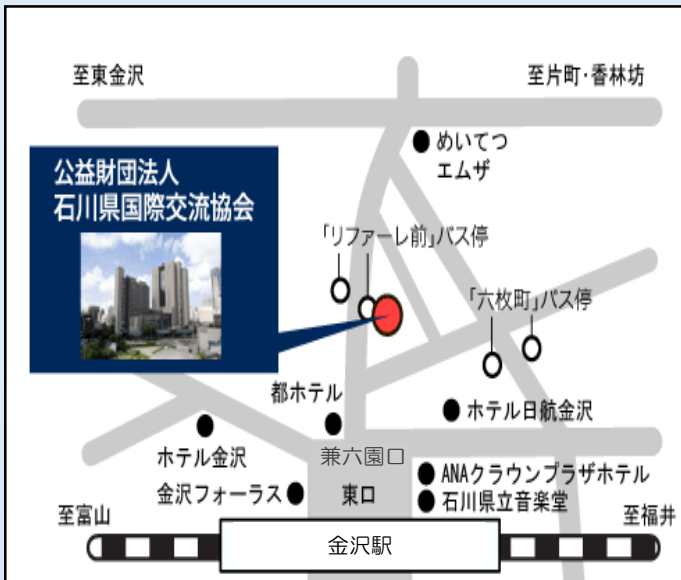 至東金沢
至片町・香林坊
めいてつ
エムザ
公益財団法人
石川県国際交流協会
「リファーレ前」バス停
「六枚町」バス停
都ホテル
ホテル日航金沢
ホテル金沢
兼六園口
ANAクラウンプラザホテル
金沢フォーラス
東口
石川県立音楽堂
至富山
至福井
金沢駅